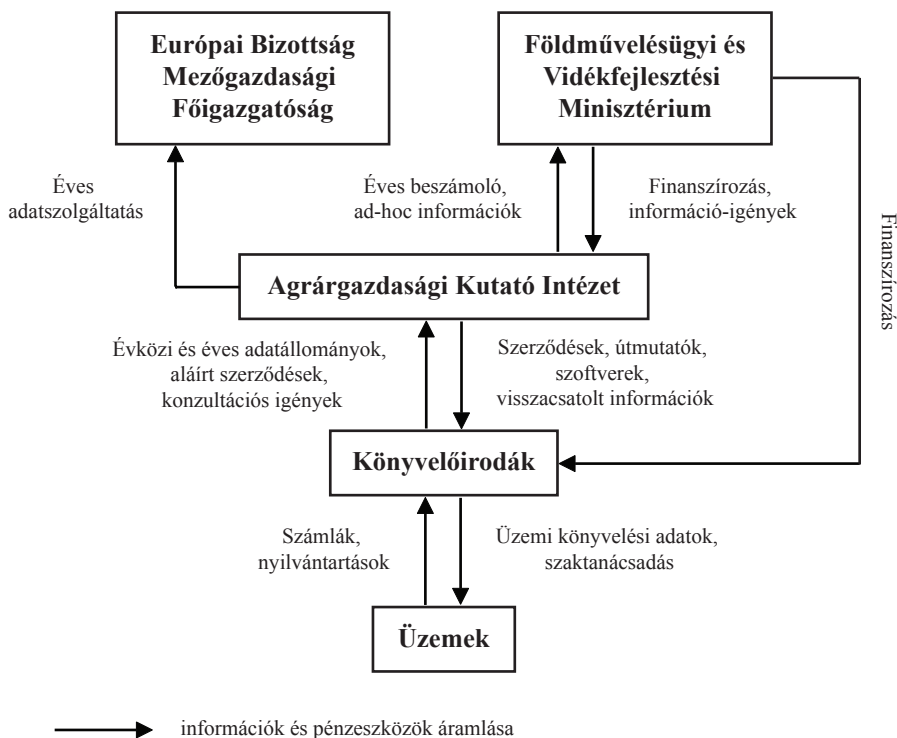 Európai Bizottság
Mezőgazdasági
Főigazgatóság
Földművelésügyi és
Vidékfejlesztési
Minisztérium
Éves
adatszolgáltatás
Éves beszámoló,
ad-hoc információk
Finanszírozás,
információ-igények
Finanszírozás
Agrárgazdasági Kutató Intézet
Évközi és éves adatállományok,
aláírt szerződések,
konzultációs igények
Szerződések, útmutatók,
szoftverek,
visszacsatolt információk
Könyvelőirodák
Számlák,
nyilvántartások
Üzemi könyvelési adatok,
szaktanácsadás
Üzemek
információk és pénzeszközök áramlása